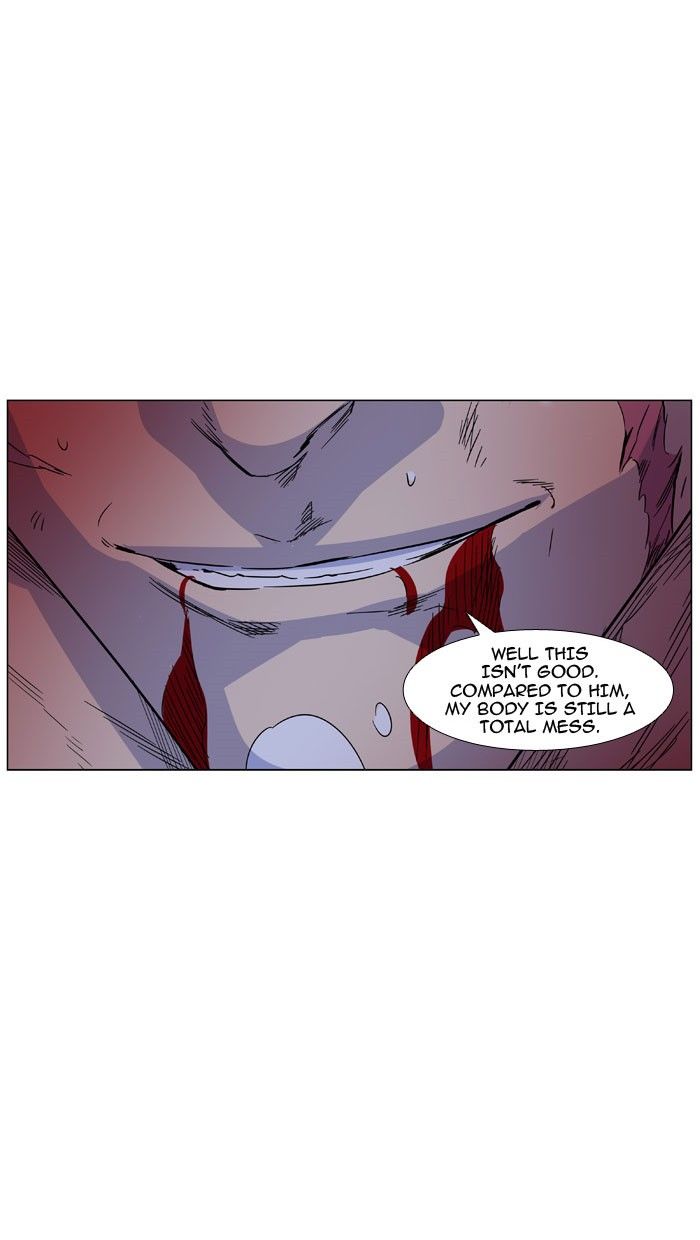 WELL THIS
ISN'T GOOD.
COMPARED TO HIM,
MY BODY IS STILL A
TOTAL MESS.